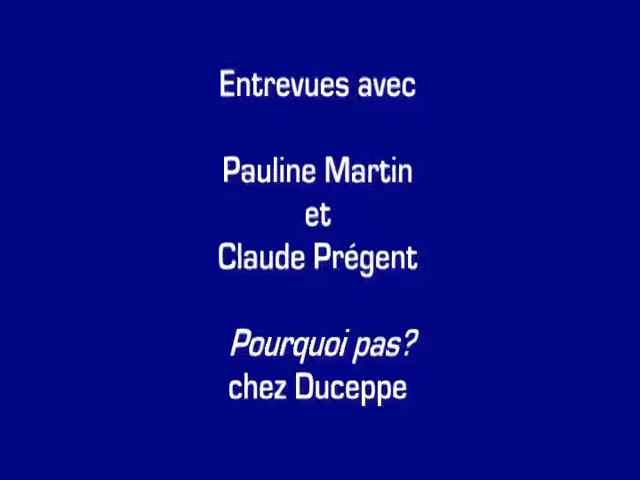 Entrevues avec
Pauline Martin
et
Claude Prégent
Pourquoi pas?
chez Duceppe